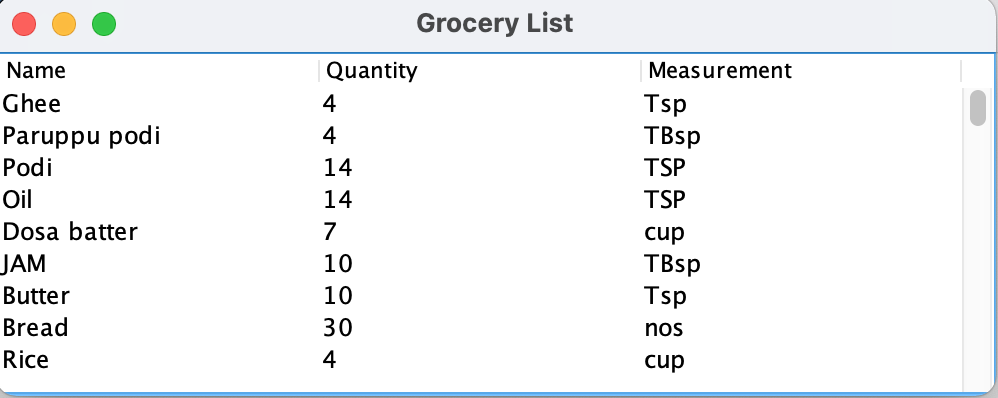 Grocery List
Name Quantity Measurement
Ghee 4 Tsp
Paruppu podi 4 TBsp
Podi 14 TSP
Oil 14 TSP
Dosa batter 7 cup
JAM 10 TBsp
Butter 10 Tsp
Bread 30 nos
Rice 4 cup